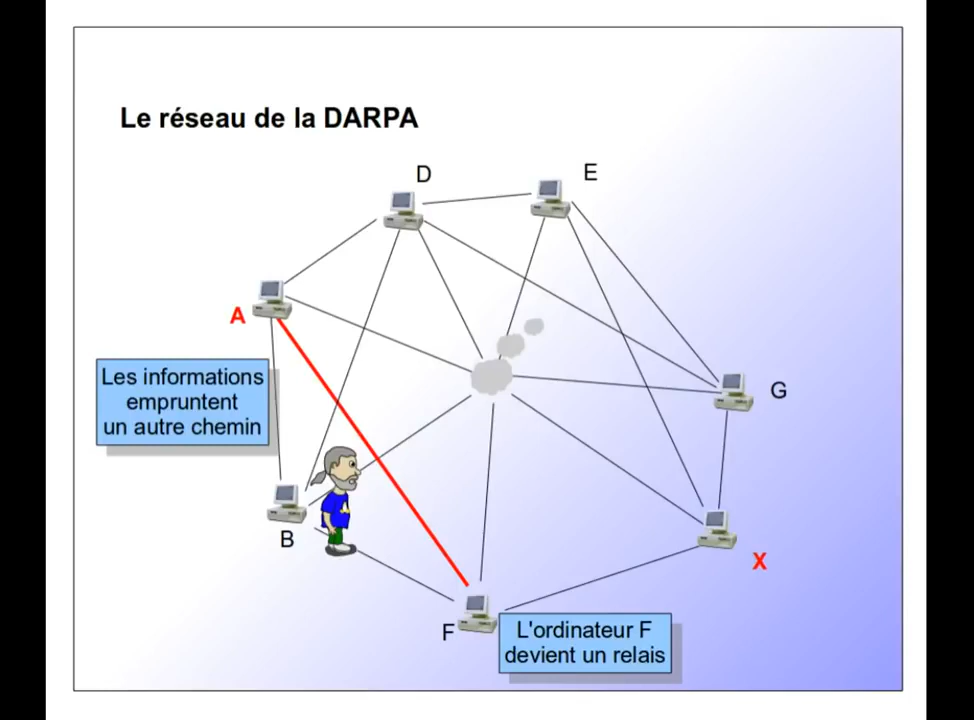 Le réseau de la DARPA
D
E
A
Les informations
empruntent
un autre chemin
G
B
X
F
L'ordinateur F
devient un relais